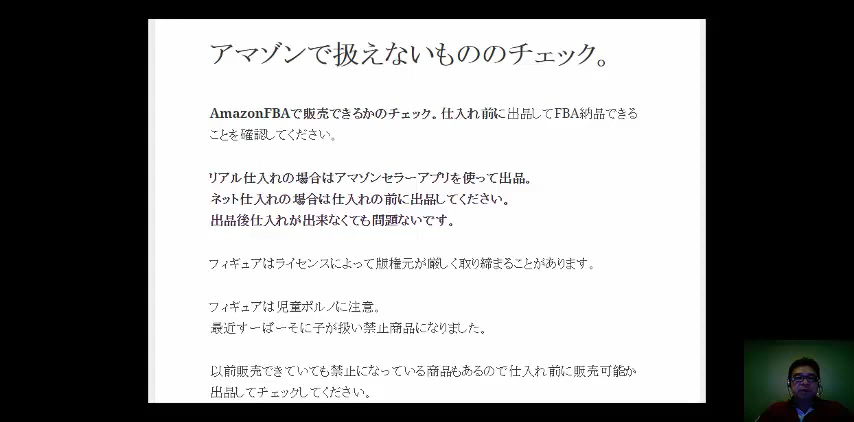 アマゾンで扱えないもののチェック。
AmazonFBAで販売できるかのチェック。仕入れ前に出品してFBA納品できる
ことを確認してください。
リアル仕入れの場合はアマゾンセラーアプリを使って出品。
ネット仕入れの場合は仕入れの前に出品してください。
出品後仕入れが出来なくても問題ないです。
フィギュアはライセンスによって版権元が厳しく取り締まることがあります。
フィギュアは児童ポルノに注意。
最近すーぱーそに子が扱い禁止商品になりました。
以前販売できていても禁止になっている商品もあるので仕入れ前に販売可能か
出品してチェックしてください。